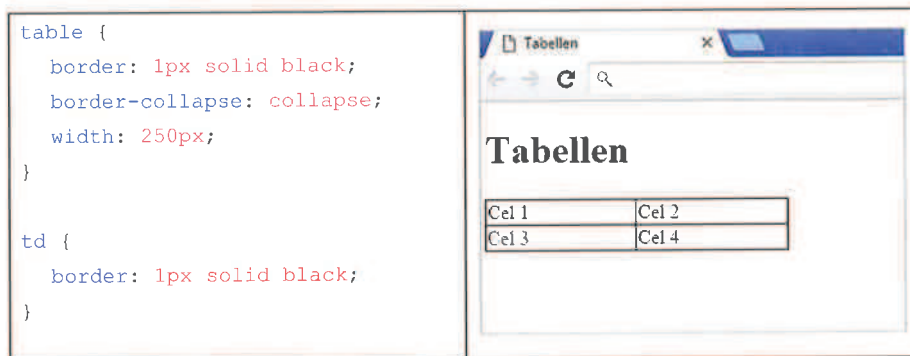 table {
border: 1px solid black;
border-collapse: collapse;
width: 250px;
}
td {
border: 1px solid black;
}
Tabellen
Tabellen
Cel 1 Cel 2
Cel 3 Cel 4